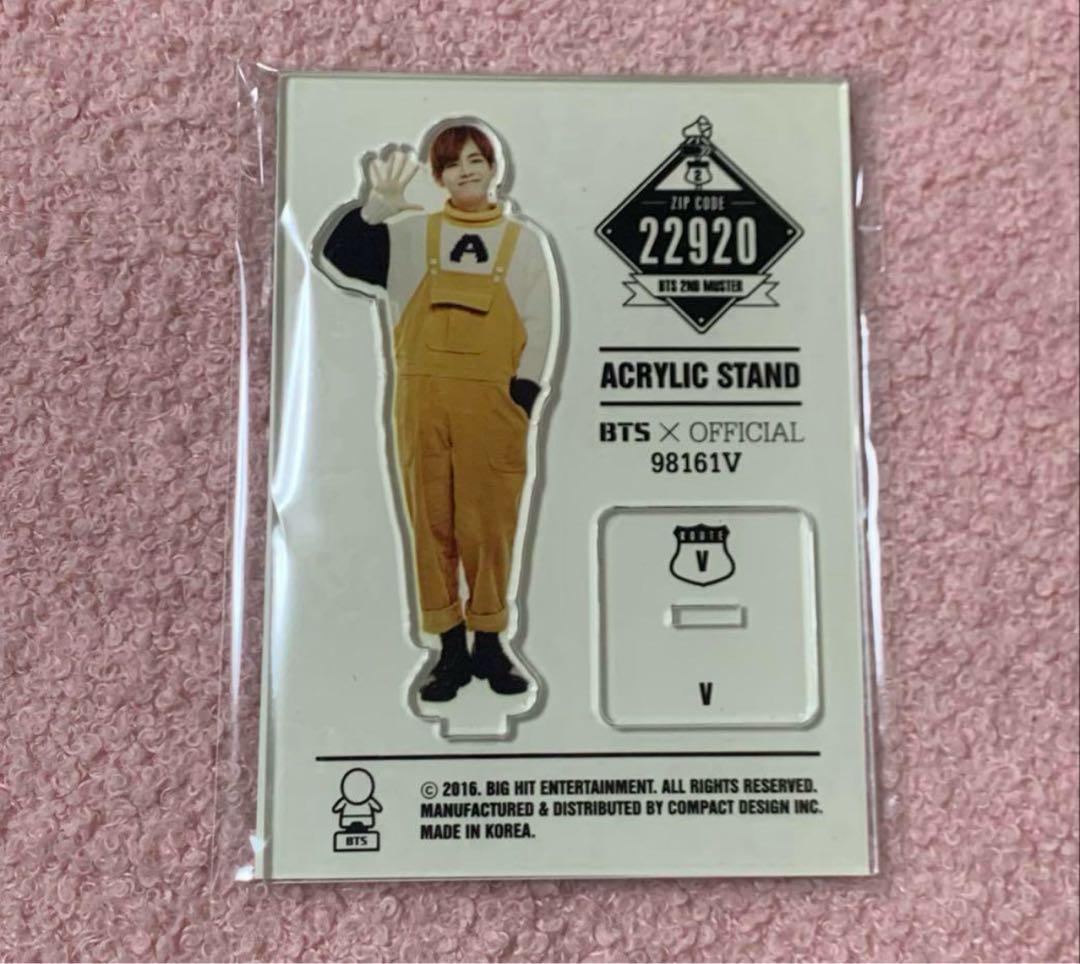 A
2
ZIP CODE
22920
BTS 2ND MUSTER
ACRYLIC STAND
BTS × OFFICIAL
98161V
ROUTE
V
V
© 2016. BIG HIT ENTERTAINMENT. ALL RIGHTS RESERVED.
MANUFACTURED & DISTRIBUTED BY COMPACT DESIGN INC.
MADE IN KOREA.
BTS